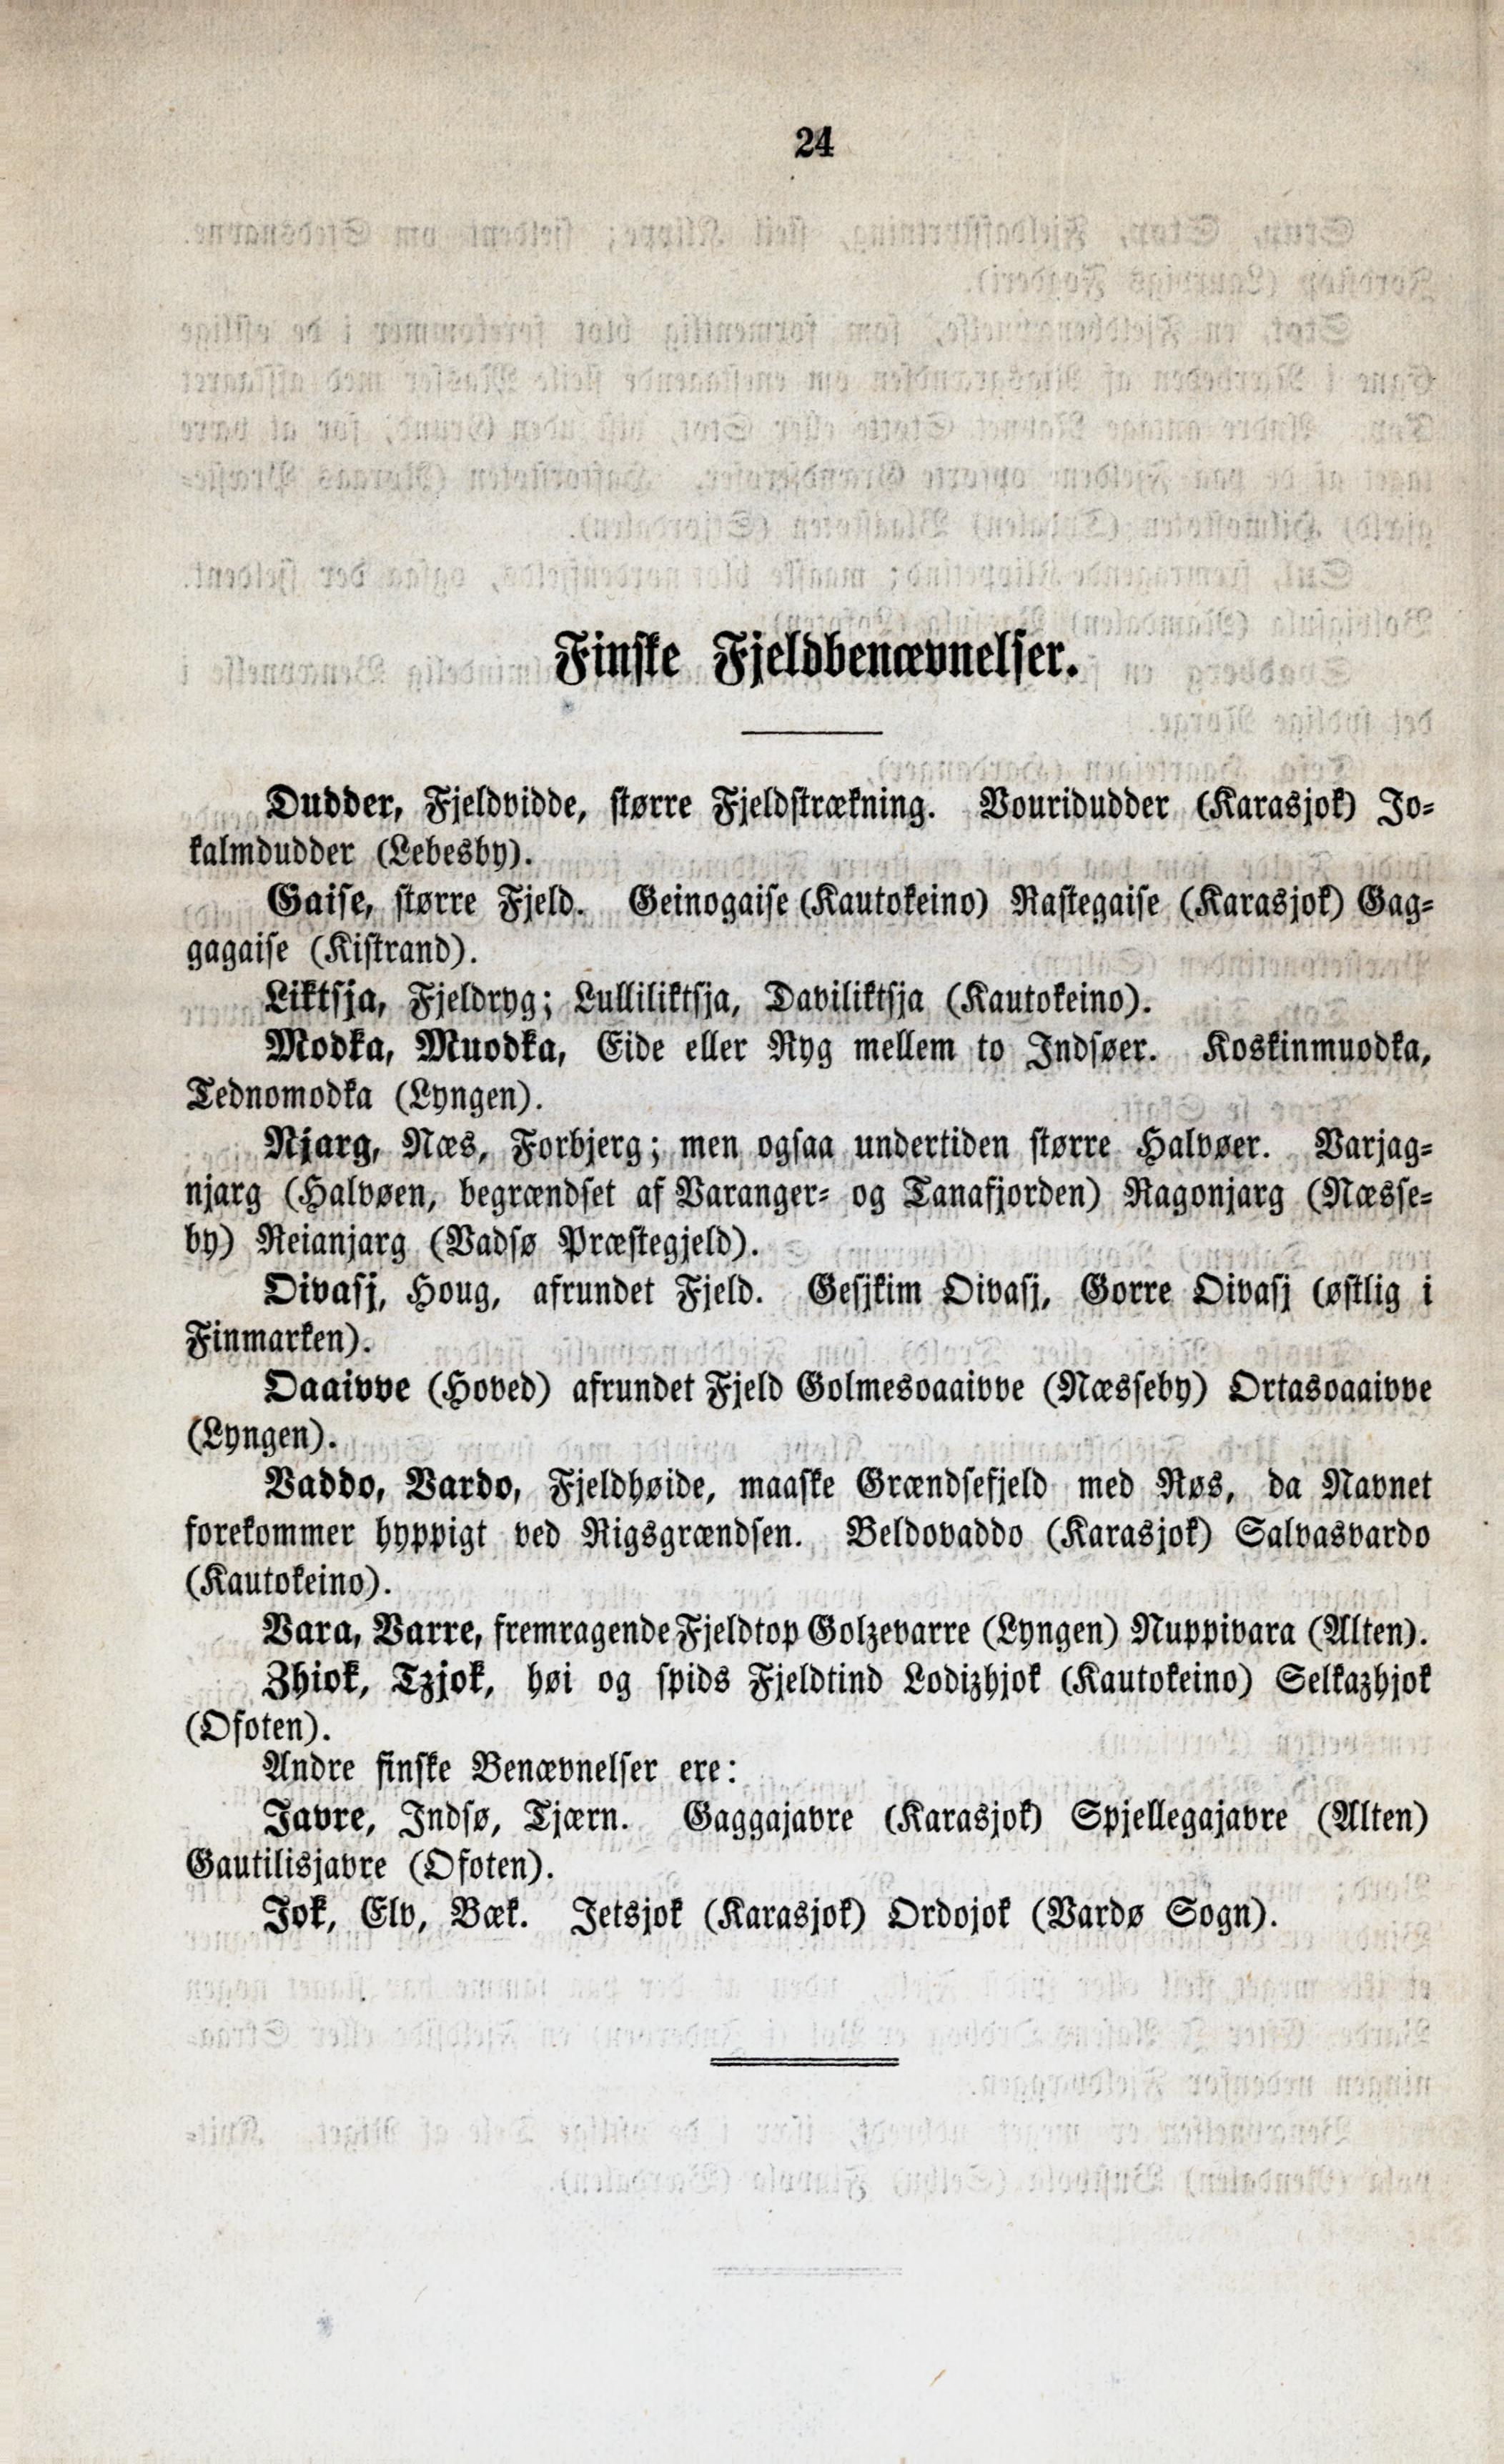 24
Finske Fjeldbenævnelser.
Dudder, Fjeldvidde, større Fjeldstrækning. Vouridudder (Karasjok) Jo-
kalmdudder (Lebesby).
Gaise, større Fjeld. Geinogaise (Kautokeino) Rastegaise (Karasjok) Gag-
gagaise (Kistrand).
Liktsja, Fjeldryg; Lulliliktsja, Daviliktsja (Kautokeino).
Modka, Muodka, Eide eller Ryg mellem to Indsøer. Koskinmuodka,
Tednomodka (Lyngen).
Njarg, Næs, Forbjerg; men ogsaa undertiden større Halvøer. Varjag-
njarg (Halvøen, begrændset af Varanger- og Tanafjorden) Ragonjarg (Næsse-
by) Reianjarg (Vadsø Præstegjeld).
Oivasj, Houg, afrundet Fjeld. Gesjkim Oivasj, Gorre Oivasj (østlig i
Finmarken).
Oaaivve (Hoved) afrundet Fjeld Golmesoaaivve (Næsseby) Ortasoaaivve
(Lyngen).
Vaddo, Vardo, Fjeldhøide, maaske Grændsefjeld med Røs, da Navnet
forekommer hyppigt ved Rigsgrændsen. Beldovaddo (Karasjok) Salvasvardo
(Kautokeino).
Vara, Varre, fremragende Fjeldtop Golzevarre (Lyngen) Nuppivara (Alten).
Zhiok, Tzjok, høi og spids Fjeldtind Lodizhjok (Kautokeino) Selkazhjok
(Ofoten).
Andre finske Benævnelser ere:
Javre, Indsø, Tjærn. Gaggajavre (Karasjok) Spjellegajavre (Alten)
Gautilisjavre (Ofoten).
Jok, Elv, Bæk. Jetsjok (Karasjok) Ordojok (Vardø Sogn).